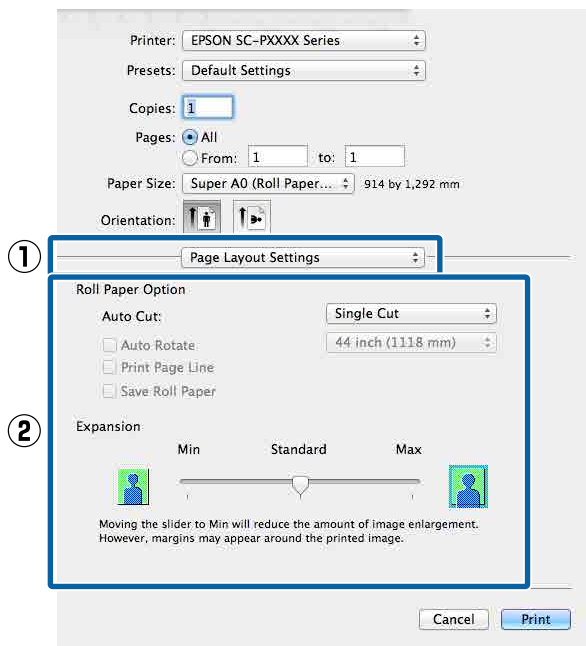 Printer: EPSON SC-PXXXX Series
Presets: Default Settings
Copies: 1
Pages: All
From: 1 to: 1
Paper Size: Super A0 (Roll Paper... 914 by 1,292 mm
Orientation:
1
Page Layout Settings
Roll Paper Option
Auto Cut: Single Cut
Auto Rotate 44 inch (1118 mm)
Print Page Line
Save Roll Paper
2
Expansion
Min Standard Max
Moving the slider to Min will reduce the amount of image enlargement.
However, margins may appear around the printed image.
Cancel Print